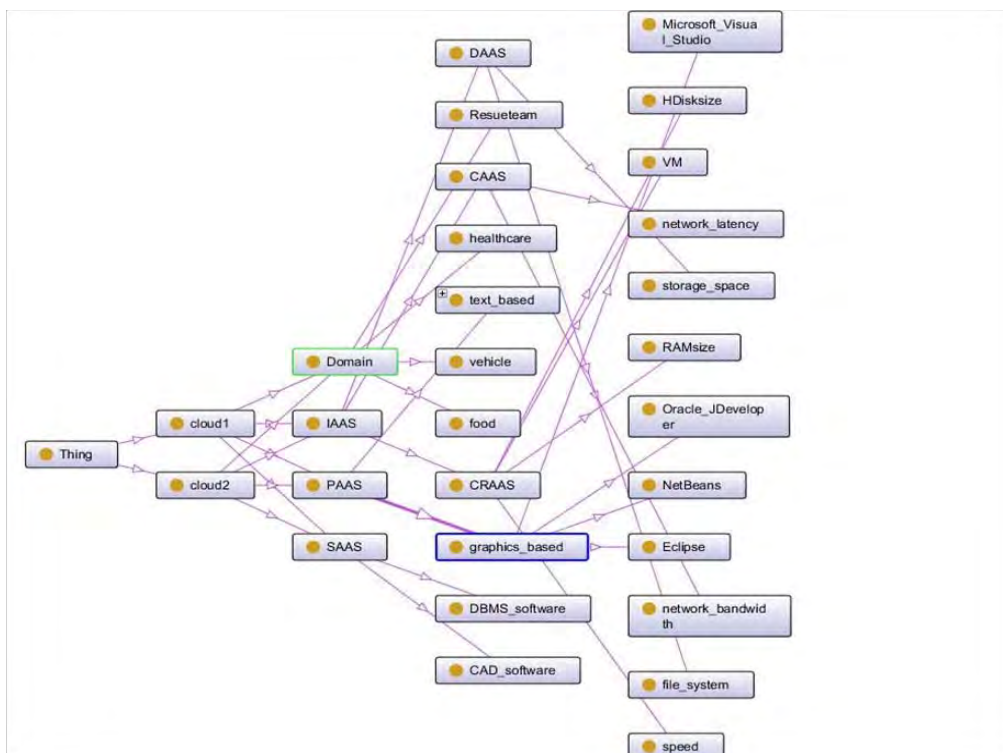 Thing
cloud1
cloud2
Domain
IAAS
PAAS
SAAS
DAAS
Resueteam
CAAS
healthcare
text_based
vehicle
food
CRAAS
graphics_based
DBMS_software
CAD_software
Microsoft_Visua
l_Studio
HDisksize
VM
network_latency
storage_space
RAMsize
Oracle_JDevelop
er
NetBeans
Eclipse
network_bandwid
th
file_system
speed